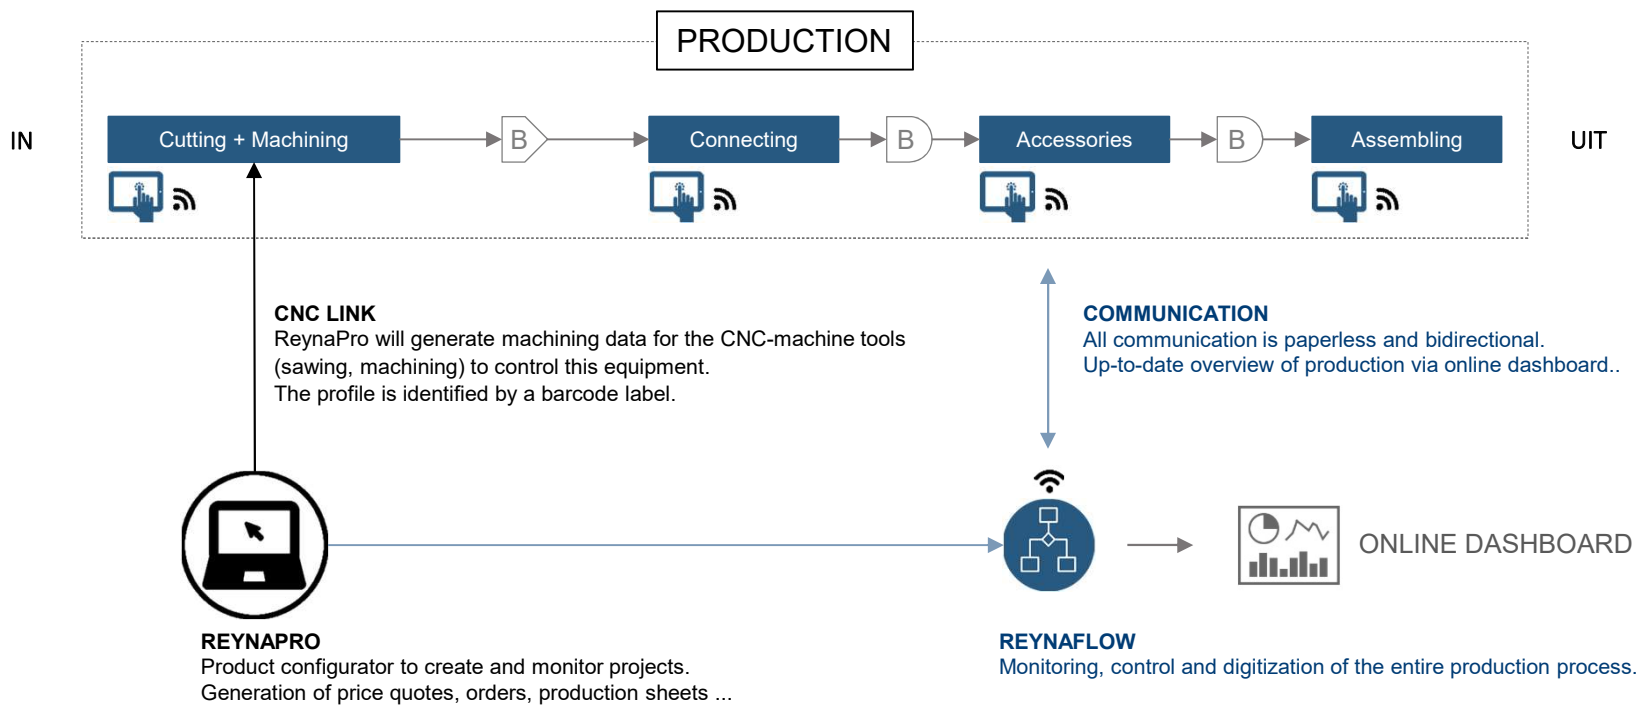 PRODUCTION
IN
Cutting + Machining
B
Connecting
B
Accessories
B
Assembling
UIT
CNC LINK
ReynaPro will generate machining data for the CNC-machine tools
(sawing, machining) to control this equipment.
The profile is identified by a barcode label.
COMMUNICATION
All communication is paperless and bidirectional.
Up-to-date overview of production via online dashboard..
ONLINE DASHBOARD
REYNAPRO
Product configurator to create and monitor projects.
Generation of price quotes, orders, production sheets ...
REYNAFLOW
Monitoring, control and digitization of the entire production process.